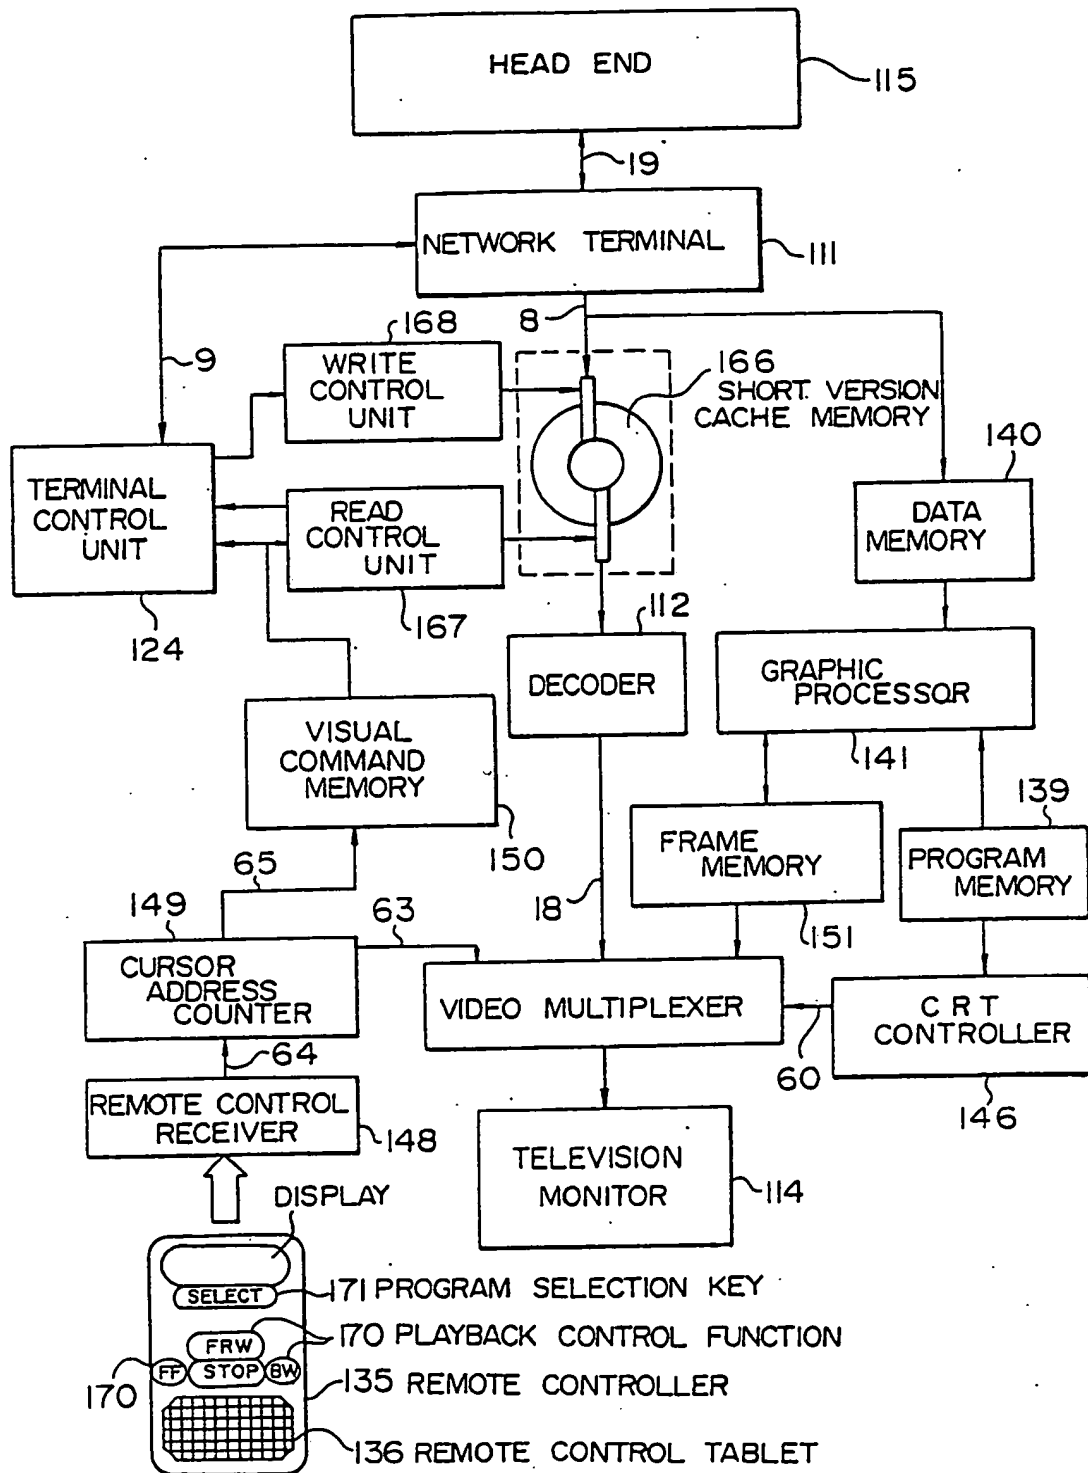 HEAD END
115
19
NETWORK TERMINAL
111
8
9
168
WRITE
CONTROL
UNIT
166
SHORT VERSION
CACHE MEMORY
140
TERMINAL
CONTROL
UNIT
READ
CONTROL
UNIT
DATA
MEMORY
124
167
112
DECODER
GRAPHIC
PROCESSOR
141
VISUAL
COMMAND
MEMORY
150
139
FRAME
MEMORY
151
PROGRAM
MEMORY
65
18
149
63
CURSOR
ADDRESS
COUNTER
VIDEO MULTIPLEXER
CRT
CONTROLLER
64
60
146
REMOTE CONTROL
RECEIVER
148
TELEVISION
MONITOR
114
DISPLAY
SELECT
171 PROGRAM SELECTION KEY
FRW
170 PLAYBACK CONTROL FUNCTION
FF
STOP
BW
170
135 REMOTE CONTROLLER
136 REMOTE CONTROL TABLET